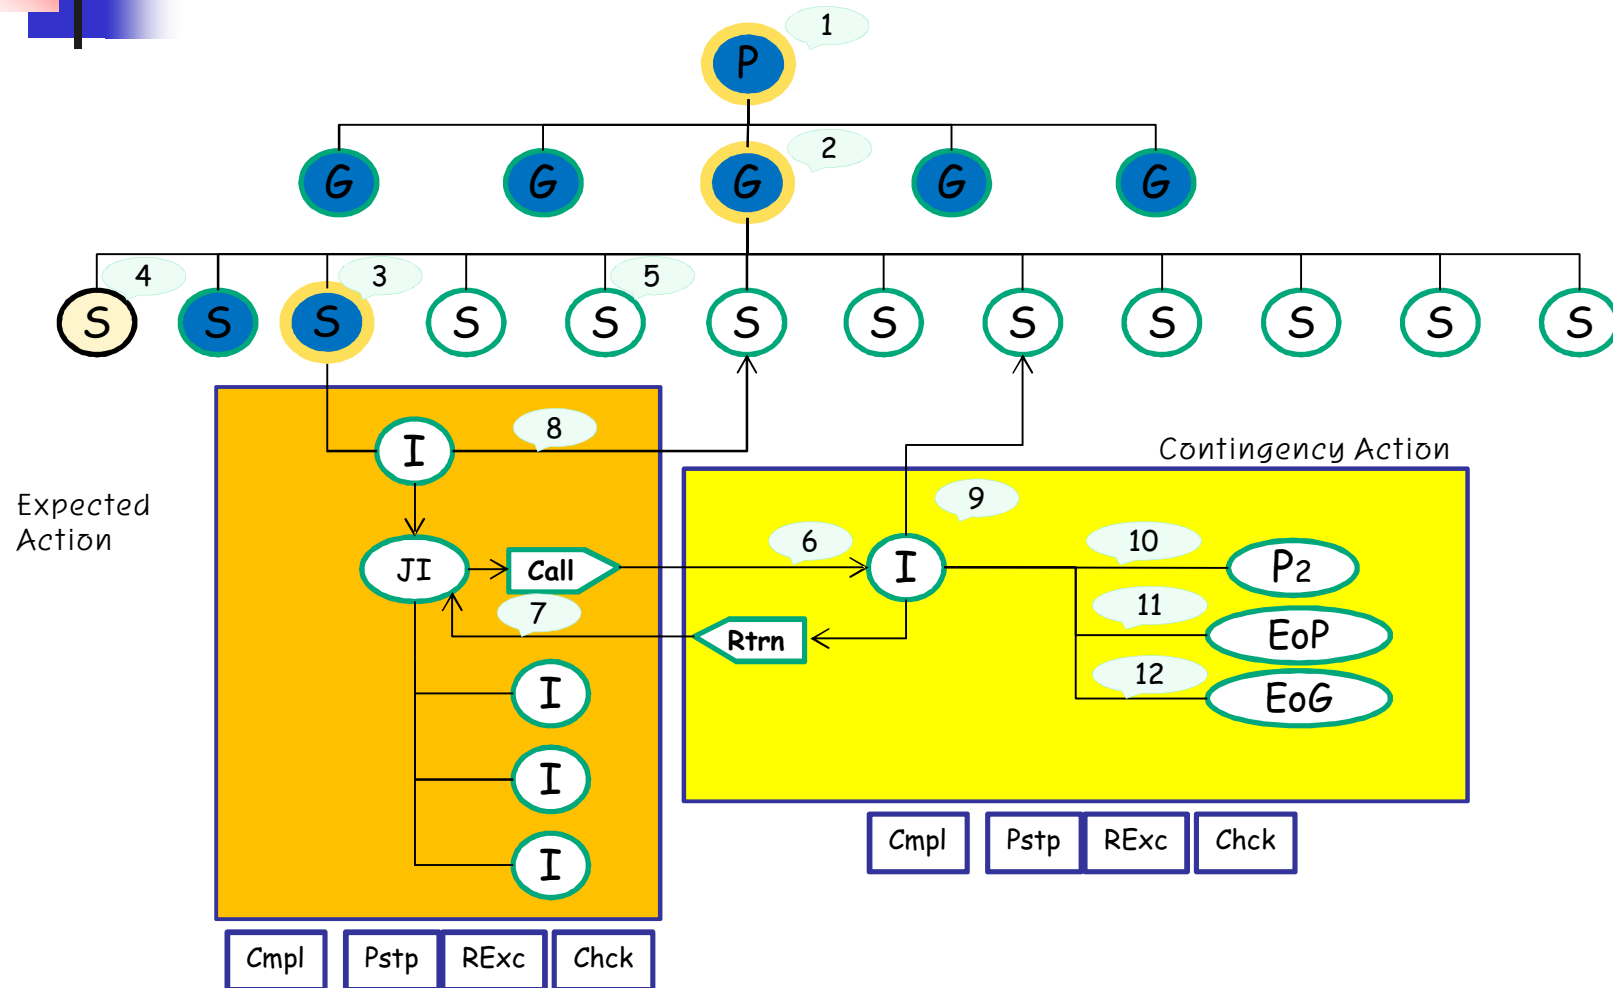 1
P
2
G G G G G
4 3 5
S S S S S S S S S S S S
8
I
Contingency Action
Expected
Action
9
6 10
JI Call I P2
7 11
Rtrn EoP
12
I EoG
I
Cmpl Pstp RExc Chck
I
Cmpl Pstp RExc Chck